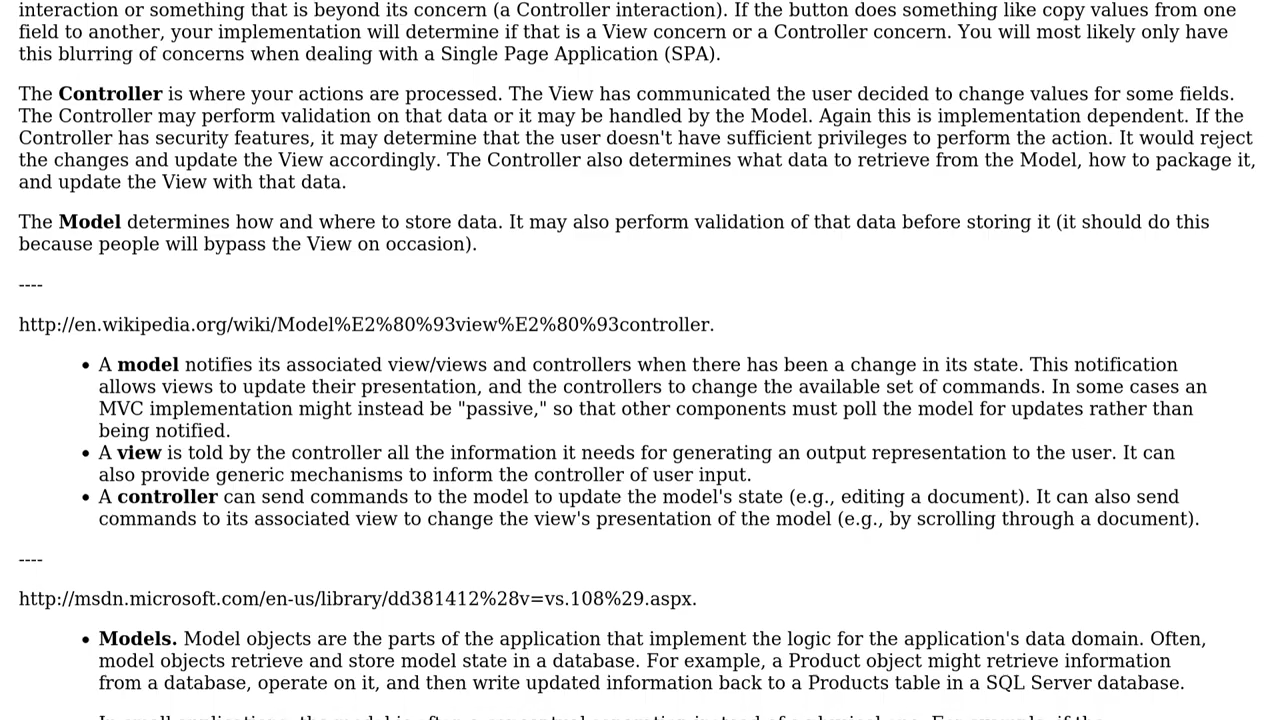 interaction or something that is beyond its concern (a Controller interaction). If the button does something like copy values from one
field to another, your implementation will determine if that is a View concern or a Controller concern. You will most likely only have
this blurring of concerns when dealing with a Single Page Application (SPA).
The Controller is where your actions are processed. The View has communicated the user decided to change values for some fields.
The Controller may perform validation on that data or it may be handled by the Model. Again this is implementation dependent. If the
Controller has security features, it may determine that the user doesn't have sufficient privileges to perform the action. It would reject
the changes and update the View accordingly. The Controller also determines what data to retrieve from the Model, how to package it,
and update the View with that data.
The Model determines how and where to store data. It may also perform validation of that data before storing it (it should do this
because people will bypass the View on occasion).
----
http://en.wikipedia.org/wiki/Model%E2%80%93view%E2%80%93controller.
• A model notifies its associated view/views and controllers when there has been a change in its state. This notification
allows views to update their presentation, and the controllers to change the available set of commands. In some cases an
MVC implementation might instead be "passive," so that other components must poll the model for updates rather than
being notified.
• A view is told by the controller all the information it needs for generating an output representation to the user. It can
also provide generic mechanisms to inform the controller of user input.
• A controller can send commands to the model to update the model's state (e.g., editing a document). It can also send
commands to its associated view to change the view's presentation of the model (e.g., by scrolling through a document).
----
http://msdn.microsoft.com/en-us/library/dd381412%28v=vs.108%29.aspx.
• Models. Model objects are the parts of the application that implement the logic for the application's data domain. Often,
model objects retrieve and store model state in a database. For example, a Product object might retrieve information
from a database, operate on it, and then write updated information back to a Products table in a SQL Server database.